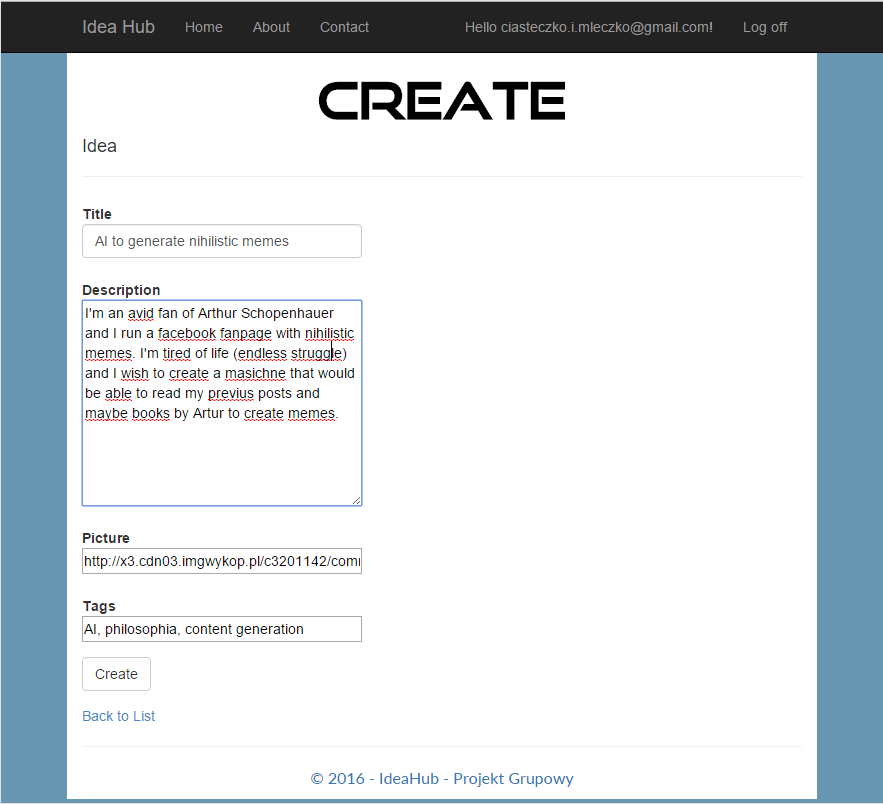 Idea Hub Home About Contact Hello ciasteczko.i.mleczko@gmail.com! Log off
CREATE
Idea
Title
AI to generate nihilistic memes
Description
I'm an avid fan of Arthur Schopenhauer
and I run a facebook fanpage with nihilistic
memes. I'm tired of life (endless struggle)
and I wish to create a masichne that would
be able to read my previus posts and
maybe books by Artur to create memes.
Picture
http://x3.cdn03.imgwykop.pl/c3201142/com
Tags
AI, philosophia, content generation
Create
Back to List
© 2016 - IdeaHub - Projekt Grupowy